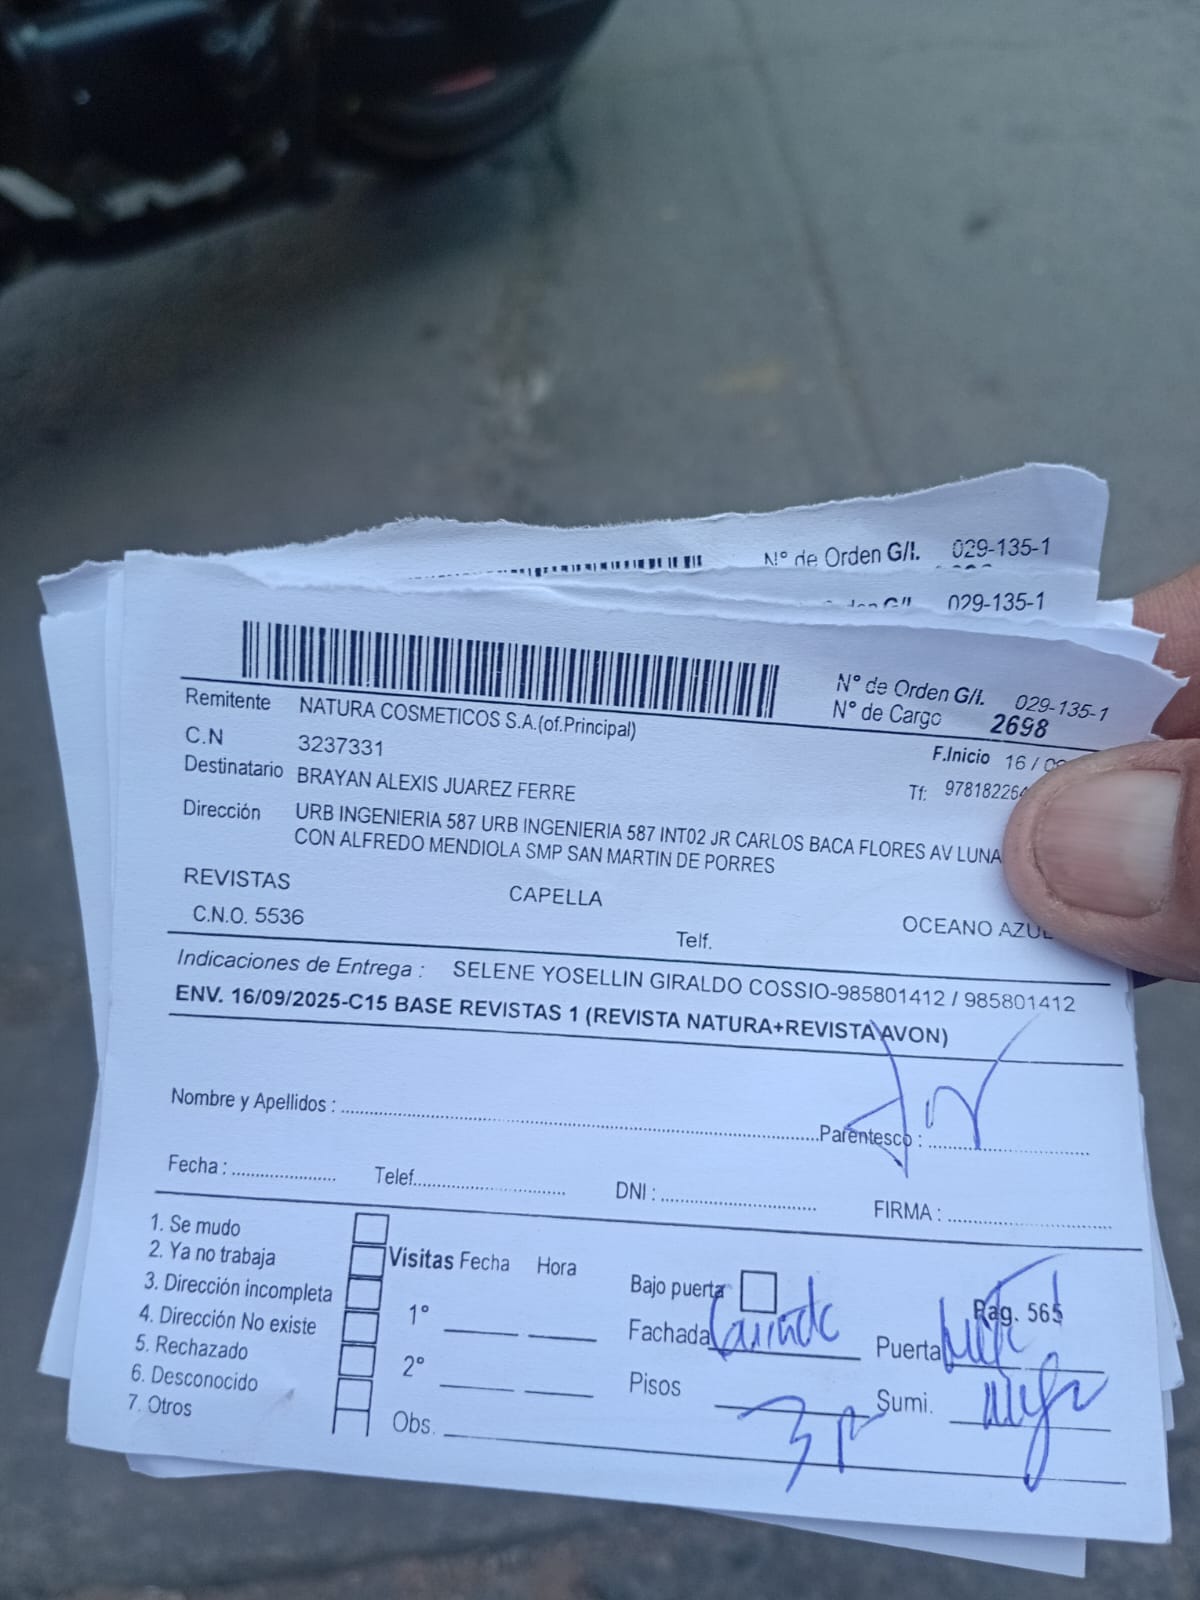 Nº de Orden G/I. 029-135-1
029-135-1
Nº de Orden G/I. 029-135-1
Nº de Cargo 2698
Remitente NATURA COSMETICOS S.A.(of.Principal)
F.Inicio 16 /
C.N 3237331
Tf: 97818226
Destinatario BRAYAN ALEXIS JUAREZ FERRE
Dirección URB INGENIERIA 587 URB INGENIERIA 587 INT02 JR CARLOS BACA FLORES AV LUNA
CON ALFREDO MENDIOLA SMP SAN MARTIN DE PORRES
REVISTAS CAPELLA OCEANO AZUL
C.N.O. 5536 Telf.
Indicaciones de Entrega : SELENE YOSELLIN GIRALDO COSSIO-985801412 / 985801412
ENV. 16/09/2025-C15 BASE REVISTAS 1 (REVISTA NATURA+REVISTA AVON)
Nombre y Apellidos : Parentesco :
Fecha : Telef. DNI : FIRMA :
1. Se mudo
2. Ya no trabaja
3. Dirección incompleta
4. Dirección No existe
5. Rechazado
6. Desconocido
7. Otros
Visitas Fecha Hora
1°
2°
Obs.
Bajo puerta
Pag. 565
Fachada Puerta
Pisos 3p Sumi.